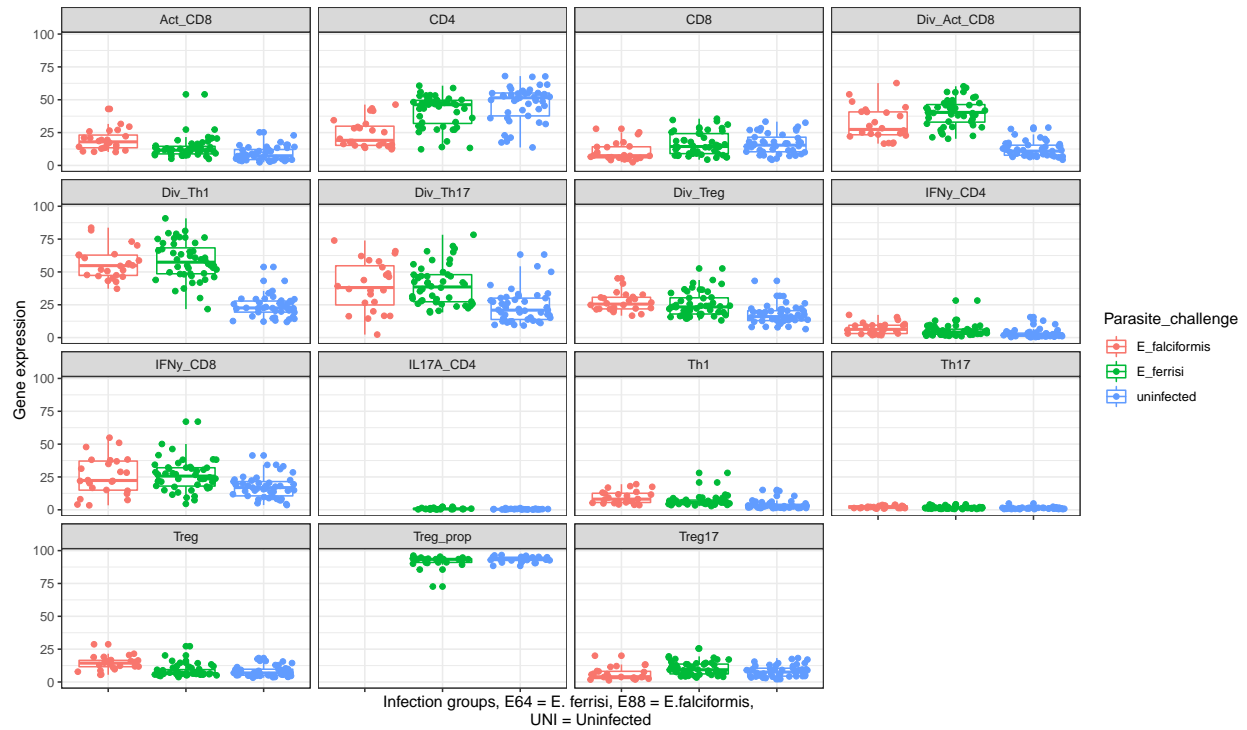 Act_CD8 CD4 CD8 Div_Act_CD8
100
75
50
25
0
Div_Th1 Div_Th17 Div_Treg IFNy_CD4
100
75
50
25
0
IFNy_CD8 IL17A_CD4 Th1 Th17
100
75
50
25
0
Treg Treg_prop Treg17
100
75
50
25
0
Gene expression
Infection groups, E64 = E. ferrisi, E88 = E.falciformis,
UNI = Uninfected
Parasite_challenge
E_falciformis
E_ferrisi
uninfected